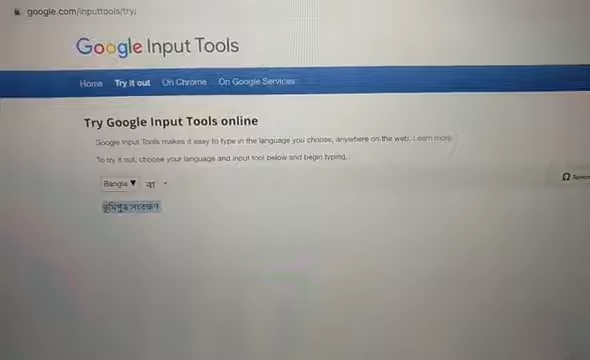 google.com/inputtools/try/
Google Input Tools
Home Try it out On Chrome On Google Services
Try Google Input Tools online
Google Input Tools makes it easy to type in the language you choose, anywhere on the web. Learn more
To try it out, choose your language and input tool below and begin typing.
Bangla ▼ বা
Ω
ভূমিপুত্র সংরক্ষণ